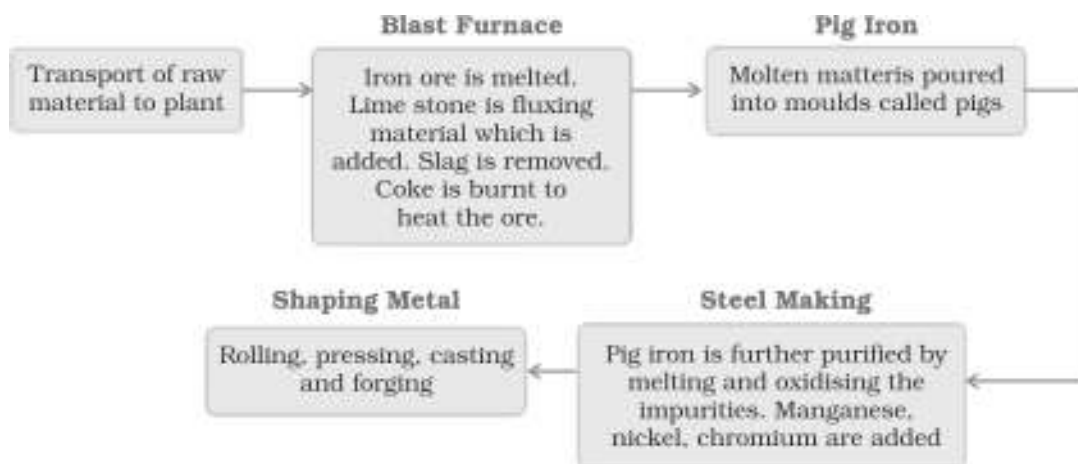 Blast Furnace
Pig Iron
Transport of raw
material to plant
Iron ore is melted.
Lime stone is fluxing
material which is
added. Slag is removed.
Coke is burnt to
heat the ore.
Molten matteris poured
into moulds called pigs
Shaping Metal
Steel Making
Rolling, pressing, casting
and forging
Pig iron is further purified by
melting and oxidising the
impurities. Manganese,
nickel, chromium are added